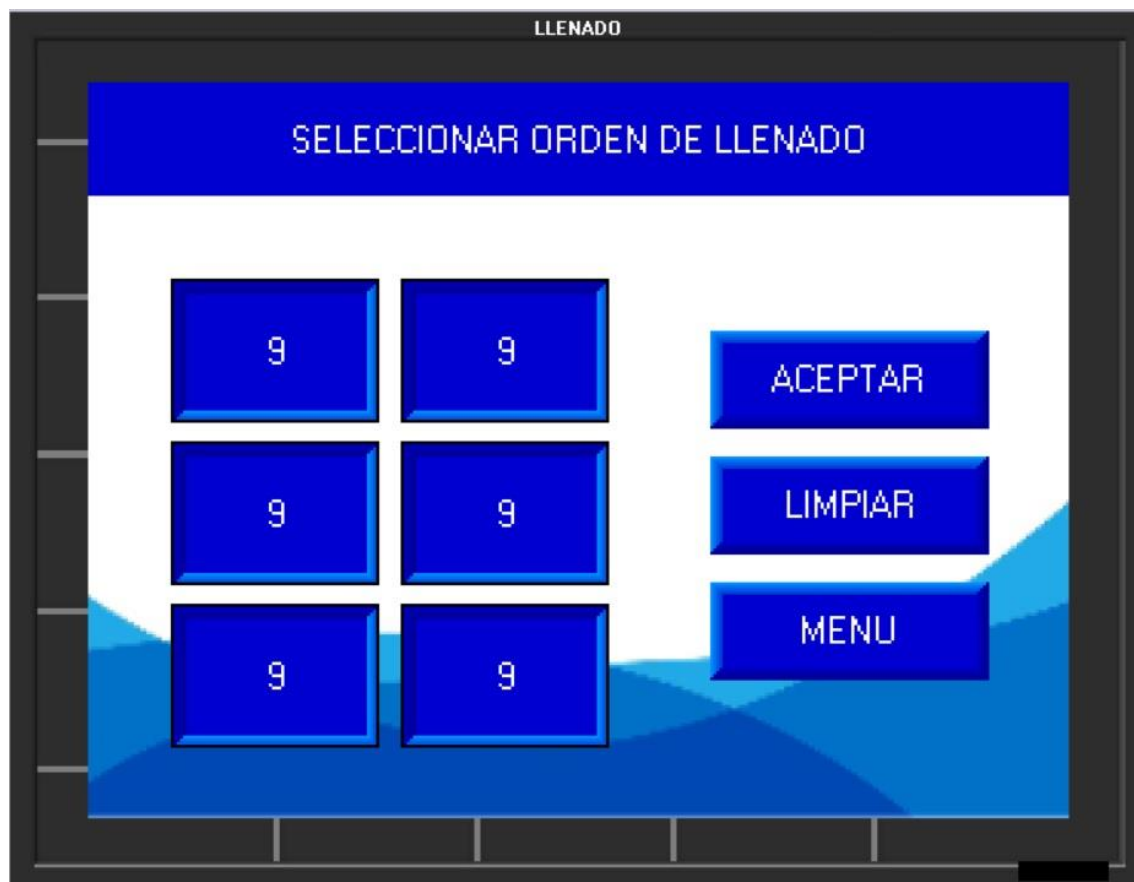 LLENADO
SELECCIONAR ORDEN DE LLENADO
9 9
ACEPTAR
9 9
LIMPIAR
9 9
MENU